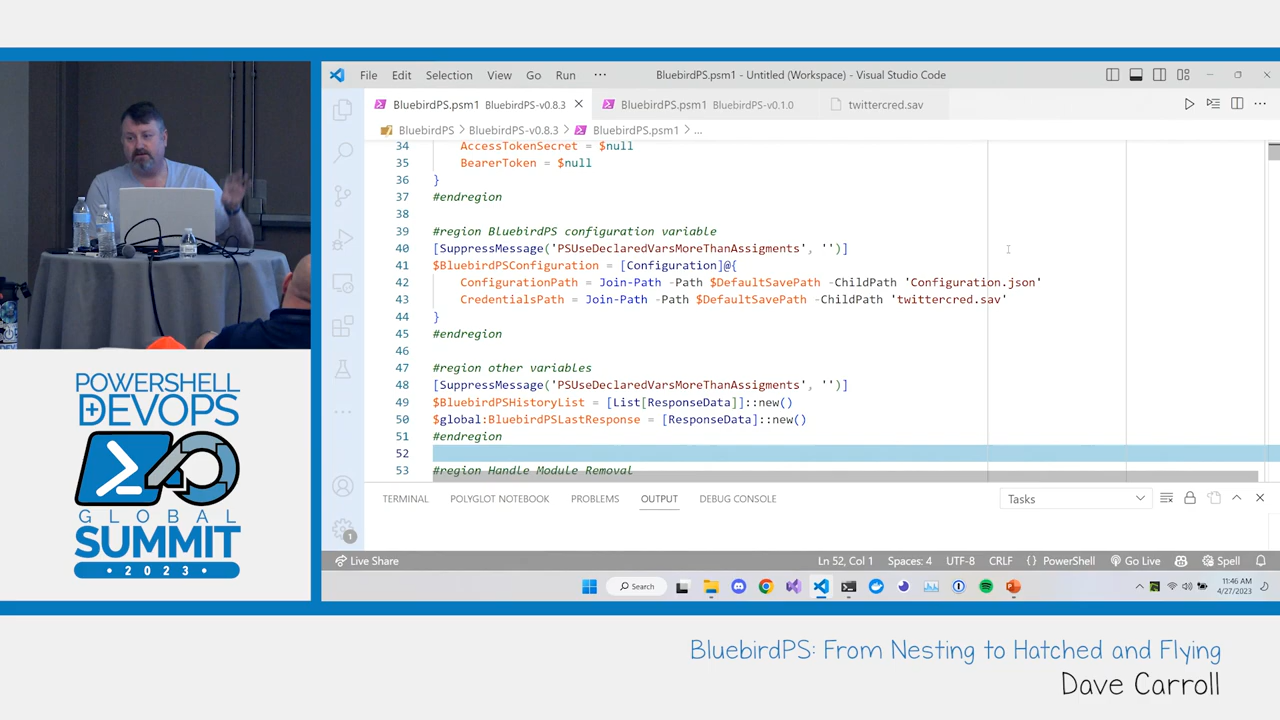 File Edit Selection View Go Run ··· BluebirdPS.psm1 - Untitled (Workspace) - Visual Studio Code
BluebirdPS.psm1 BluebirdPS-v0.8.3 BluebirdPS.psm1 BluebirdPS-v0.1.0 twittercred.sav
BluebirdPS > BluebirdPS-v0.8.3 > BluebirdPS.psm1 > ...
34 AccessTokenSecret = $null
35 BearerToken = $null
36 }
37 #endregion
38
39 #region BluebirdPS configuration variable
40 [SuppressMessage('PSUseDeclaredVarsMoreThanAssigments', '')]
41 $BluebirdPSConfiguration = [Configuration]@{
42 ConfigurationPath = Join-Path -Path $DefaultSavePath -ChildPath 'Configuration.json'
43 CredentialsPath = Join-Path -Path $DefaultSavePath -ChildPath 'twittercred.sav'
44 }
45 #endregion
46
47 #region other variables
48 [SuppressMessage('PSUseDeclaredVarsMoreThanAssigments', '')]
49 $BluebirdPSHistoryList = [List[ResponseData]]::new()
50 $global:BluebirdPSLastResponse = [ResponseData]::new()
51 #endregion
52
53 #region Handle Module Removal
TERMINAL POLYGLOT NOTEBOOK PROBLEMS OUTPUT DEBUG CONSOLE Tasks
1
Live Share Ln 52, Col 1 Spaces: 4 UTF-8 CRLF { } PowerShell Go Live Spell
Search 11:46 AM
4/27/2023
POWERSHELL
+DEVOPS
GLOBAL
SUMMIT
• 2023 •
BluebirdPS: From Nesting to Hatched and Flying
Dave Carroll